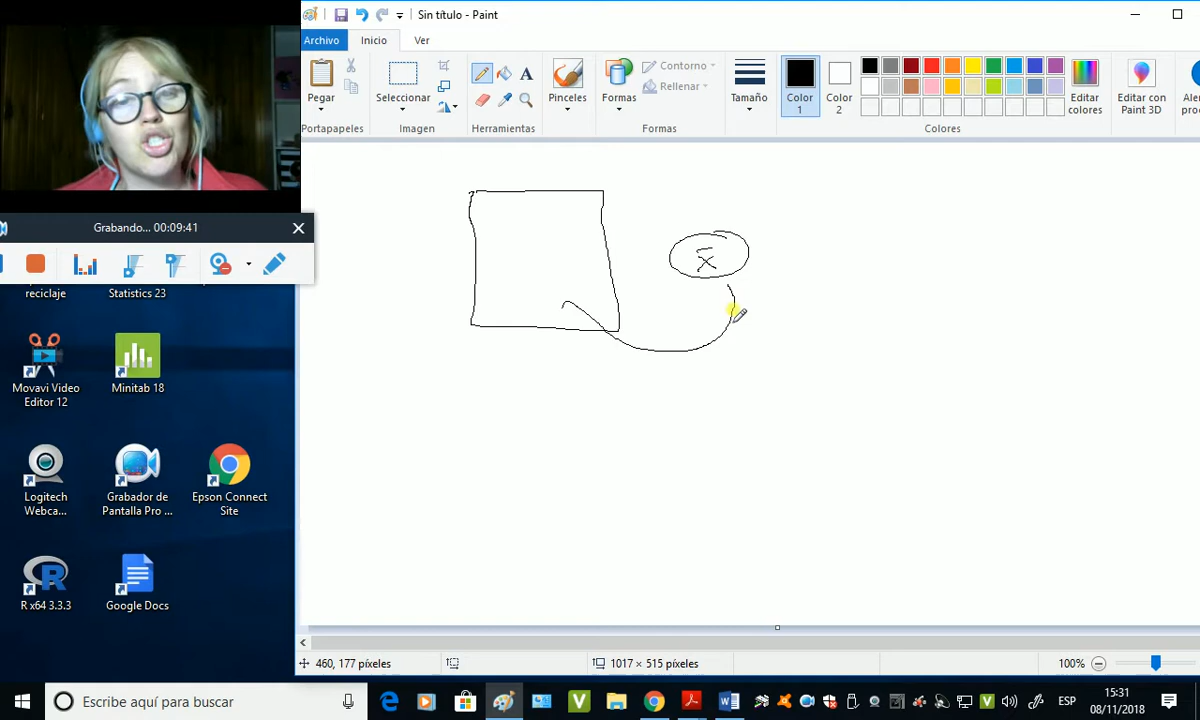 Sin título - Paint
Archivo
Inicio
Ver
Pegar
Seleccionar
Pinceles
Formas
Contorno
Rellenar
Tamaño
Color
1
Color
2
Editar
colores
Editar con
Paint 3D
Portapapeles
Imagen
Herramientas
Formas
Colores
x̄
Grabando... 00:09:41
reciclaje
Statistics 23
Movavi Video
Editor 12
Minitab 18
Logitech
Webca...
Grabador de
Pantalla Pro ...
Epson Connect
Site
R x64 3.3.3
Google Docs
460, 177 píxeles
1017 × 515 píxeles
100%
Escribe aquí para buscar
ESP
15:31
08/11/2018